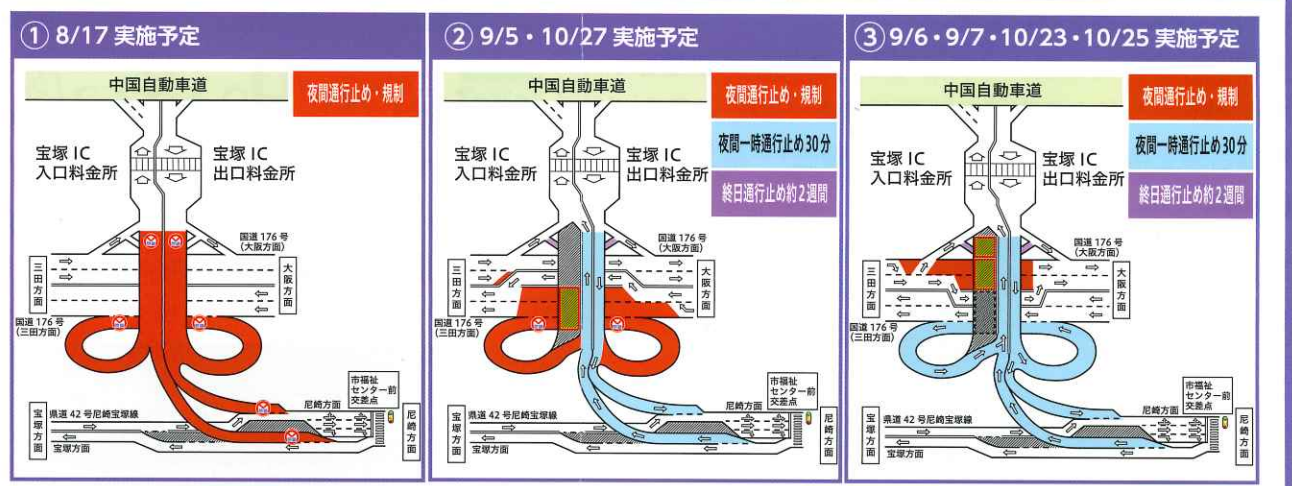 ① 8/17 実施予定
中国自動車道
夜間通行止め・規制
宝塚 IC
入口料金所
宝塚 IC
出口料金所
国道 176 号
(大阪方面)
三田方面
大阪方面
国道 176 号
(三田方面)
市福祉
センター前
交差点
尼崎方面
県道 42 号尼崎宝塚線
宝塚方面
宝塚方面
尼崎方面
② 9/5・10/27 実施予定
中国自動車道
夜間通行止め・規制
夜間一時通行止め30分
終日通行止め約2週間
宝塚 IC
入口料金所
宝塚 IC
出口料金所
国道 176 号
(大阪方面)
三田方面
大阪方面
国道 176 号
(三田方面)
市福祉
センター前
交差点
尼崎方面
県道 42 号尼崎宝塚線
宝塚方面
宝塚方面
尼崎方面
③ 9/6・9/7・10/23・10/25 実施予定
中国自動車道
夜間通行止め・規制
夜間一時通行止め30分
終日通行止め約2週間
宝塚 IC
入口料金所
宝塚 IC
出口料金所
国道 176 号
(大阪方面)
三田方面
大阪方面
国道 176 号
(三田方面)
市福祉
センター前
交差点
尼崎方面
県道 42 号尼崎宝塚線
宝塚方面
宝塚方面
尼崎方面